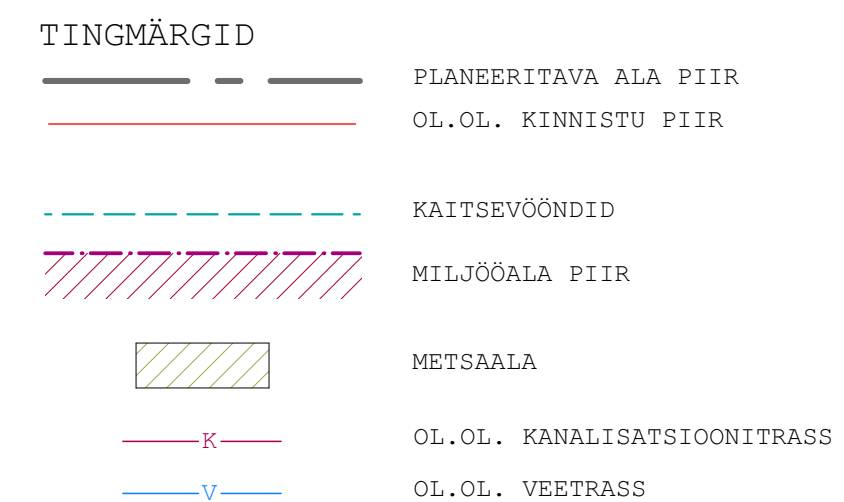 TINGMÄRGID
PLANEERITAVA ALA PIIR
OL.OL. KINNISTU PIIR
KAITSEVÖÖNDID
MILJÖÖALA PIIR
METSAALA
K OL.OL. KANALISATSIOONITRASS
V OL.OL. VEETRASS